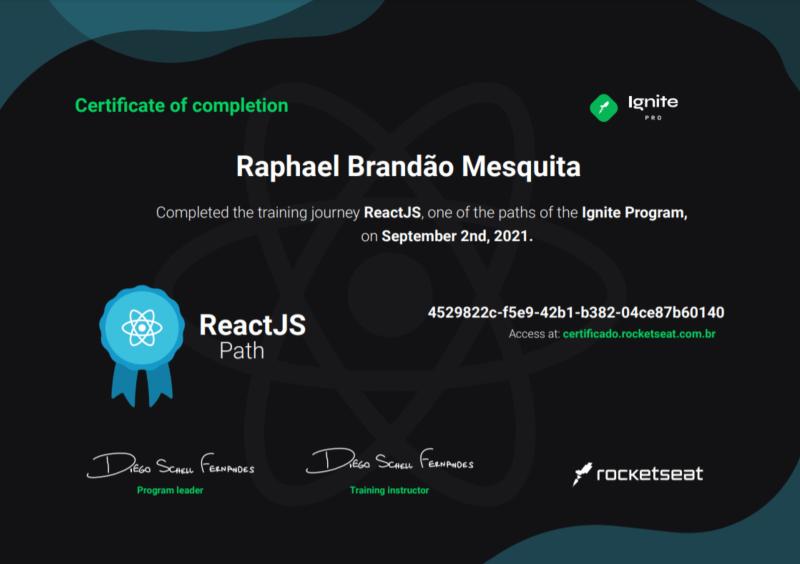 Certificate of completion
Ignite
PRO
Raphael Brandão Mesquita
Completed the training journey ReactJS, one of the paths of the Ignite Program,
on September 2nd, 2021.
ReactJS
Path
4529822c-f5e9-42b1-b382-04ce87b60140
Access at: certificado.rocketseat.com.br
Diego Schell Fernandes
Program leader
Diego Schell Fernandes
Training instructor
rocketseat